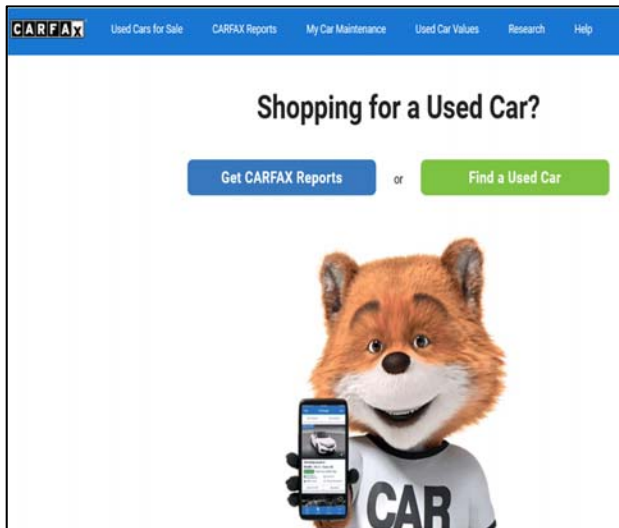 CARFAX Used Cars for Sale CARFAX Reports My Car Maintenance Used Car Values Research Help
Shopping for a Used Car?
Get CARFAX Reports or Find a Used Car
CAR